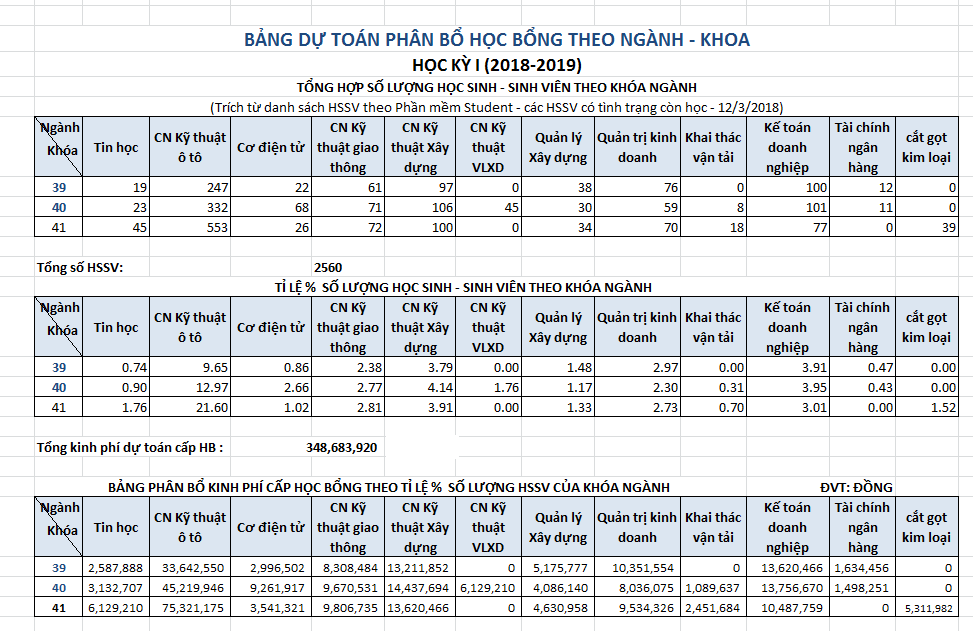 BẢNG DỰ TOÁN PHÂN BỔ HỌC BỔNG THEO NGÀNH - KHOA
HỌC KỲ I (2018-2019)
TỔNG HỢP SỐ LƯỢNG HỌC SINH - SINH VIÊN THEO KHÓA NGÀNH
(Trích từ danh sách HSSV theo Phần mềm Student - các HSSV có tình trạng còn học - 12/3/2018)
Ngành Khóa Tin học CN Kỹ thuật ô tô Cơ điện tử CN Kỹ thuật giao thông CN Kỹ thuật Xây dựng CN Kỹ thuật VLXD Quản lý Xây dựng Quản trị kinh doanh Khai thác vận tải Kế toán doanh nghiệp Tài chính ngân hàng cắt gọt kim loại
39 19 247 22 61 97 0 38 76 0 100 12 0
40 23 332 68 71 106 45 30 59 8 101 11 0
41 45 553 26 72 100 0 34 70 18 77 0 39
Tổng số HSSV: 2560
TỈ LỆ % SỐ LƯỢNG HỌC SINH - SINH VIÊN THEO KHÓA NGÀNH
Ngành Khóa Tin học CN Kỹ thuật ô tô Cơ điện tử CN Kỹ thuật giao thông CN Kỹ thuật Xây dựng CN Kỹ thuật VLXD Quản lý Xây dựng Quản trị kinh doanh Khai thác vận tải Kế toán doanh nghiệp Tài chính ngân hàng cắt gọt kim loại
39 0.74 9.65 0.86 2.38 3.79 0.00 1.48 2.97 0.00 3.91 0.47 0.00
40 0.90 12.97 2.66 2.77 4.14 1.76 1.17 2.30 0.31 3.95 0.43 0.00
41 1.76 21.60 1.02 2.81 3.91 0.00 1.33 2.73 0.70 3.01 0.00 1.52
Tổng kinh phí dự toán cấp HB : 348,683,920
BẢNG PHÂN BỔ KINH PHÍ CẤP HỌC BỔNG THEO TỈ LỆ % SỐ LƯỢNG HSSV CỦA KHÓA NGÀNH ĐVT: ĐỒNG
Ngành Khóa Tin học CN Kỹ thuật ô tô Cơ điện tử CN Kỹ thuật giao thông CN Kỹ thuật Xây dựng CN Kỹ thuật VLXD Quản lý Xây dựng Quản trị kinh doanh Khai thác vận tải Kế toán doanh nghiệp Tài chính ngân hàng cắt gọt kim loại
39 2,587,888 33,642,550 2,996,502 8,308,484 13,211,852 0 5,175,777 10,351,554 0 13,620,466 1,634,456 0
40 3,132,707 45,219,946 9,261,917 9,670,531 14,437,694 6,129,210 4,086,140 8,036,075 1,089,637 13,756,670 1,498,251 0
41 6,129,210 75,321,175 3,541,321 9,806,735 13,620,466 0 4,630,958 9,534,326 2,451,684 10,487,759 0 5,311,982